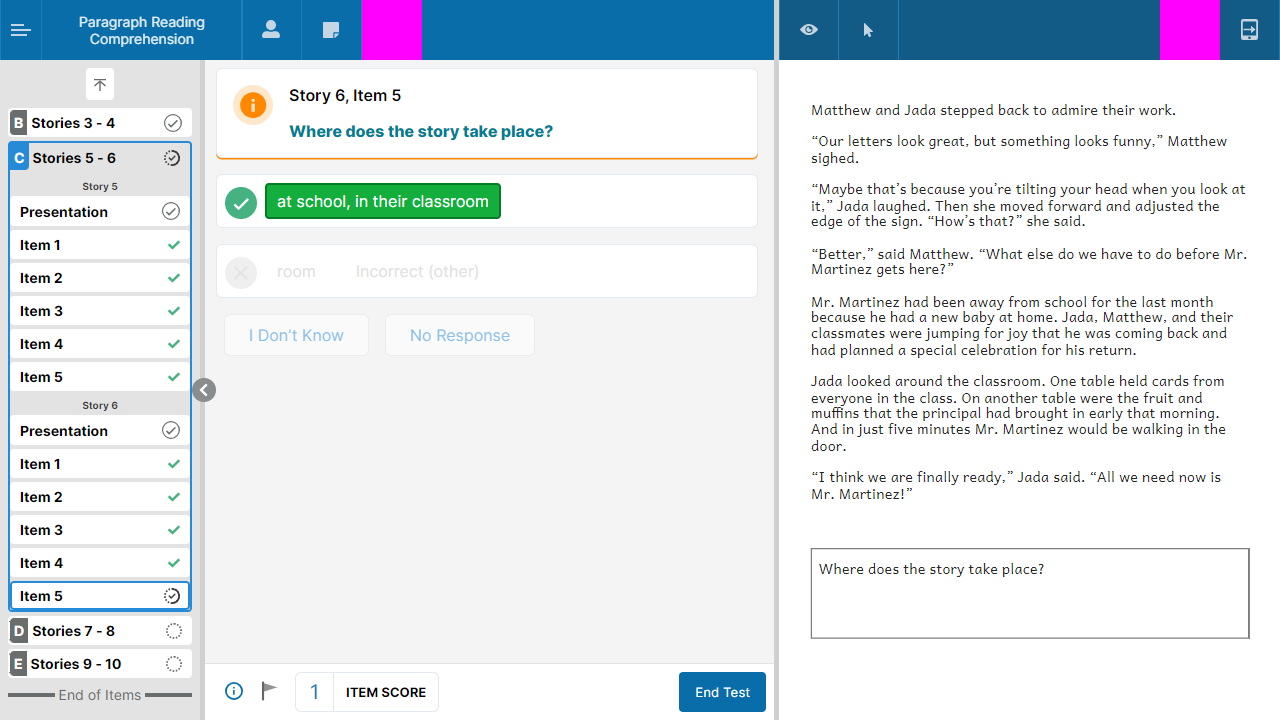 Paragraph Reading
Comprehension
B Stories 3 - 4
C Stories 5 - 6
Story 5
Presentation
Item 1
Item 2
Item 3
Item 4
Item 5
Story 6
Presentation
Item 1
Item 2
Item 3
Item 4
Item 5
D Stories 7 - 8
E Stories 9 - 10
End of Items
Story 6, Item 5
Where does the story take place?
at school, in their classroom
room Incorrect (other)
I Don’t Know No Response
1 ITEM SCORE
End Test
Matthew and Jada stepped back to admire their work.
“Our letters look great, but something looks funny,” Matthew
sighed.
“Maybe that’s because you’re tilting your head when you look at
it,” Jada laughed. Then she moved forward and adjusted the
edge of the sign. “How’s that?” she said.
“Better,” said Matthew. “What else do we have to do before Mr.
Martinez gets here?”
Mr. Martinez had been away from school for the last month
because he had a new baby at home. Jada, Matthew, and their
classmates were jumping for joy that he was coming back and
had planned a special celebration for his return.
Jada looked around the classroom. One table held cards from
everyone in the class. On another table were the fruit and
muffins that the principal had brought in early that morning.
And in just five minutes Mr. Martinez would be walking in the
door.
“I think we are finally ready,” Jada said. “All we need now is
Mr. Martinez!”
Where does the story take place?